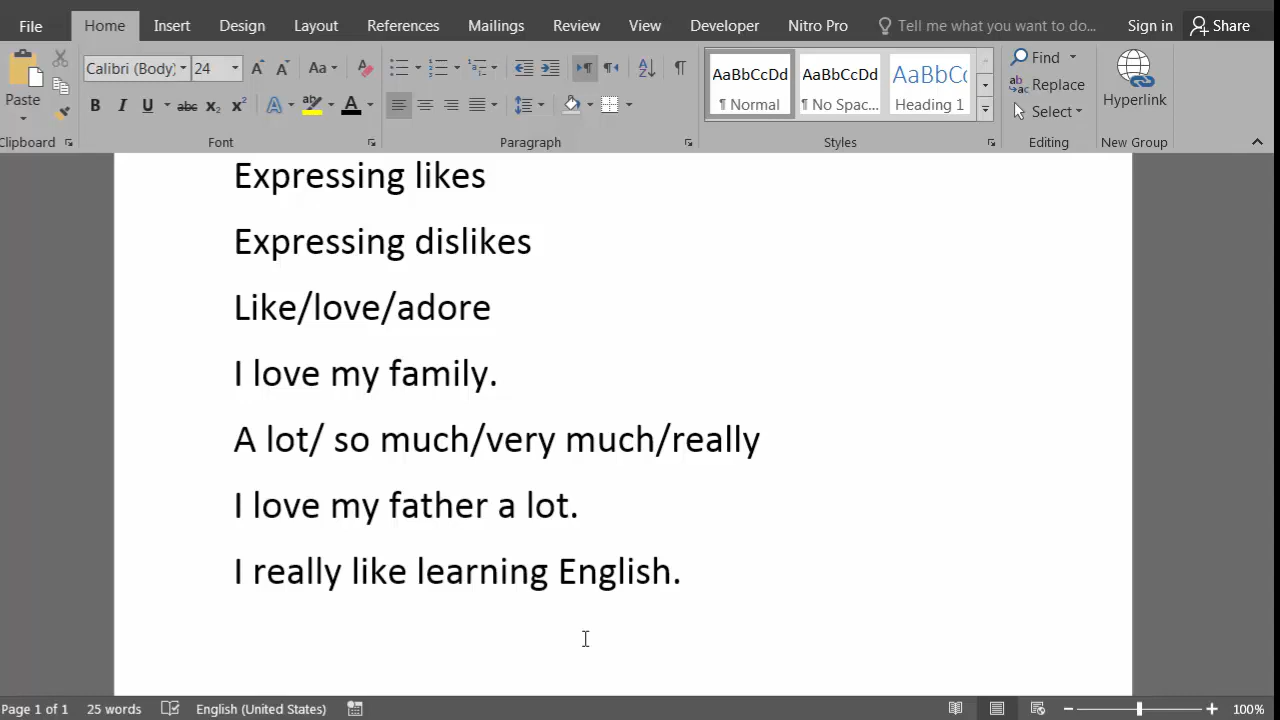 File Home Insert Design Layout References Mailings Review View Developer Nitro Pro Tell me what you want to do... Sign in Share
Calibri (Body) 24 Aa Find
Paste AaBbCcDd AaBbCcDd AaBbCc Replace
B I U abc x₂ x² A A ¶ Normal ¶ No Spac... Heading 1 Select Hyperlink
Clipboard Font Paragraph Styles Editing New Group
Expressing likes
Expressing dislikes
Like/love/adore
I love my family.
A lot/ so much/very much/really
I love my father a lot.
I really like learning English.
Page 1 of 1 25 words English (United States) 100%